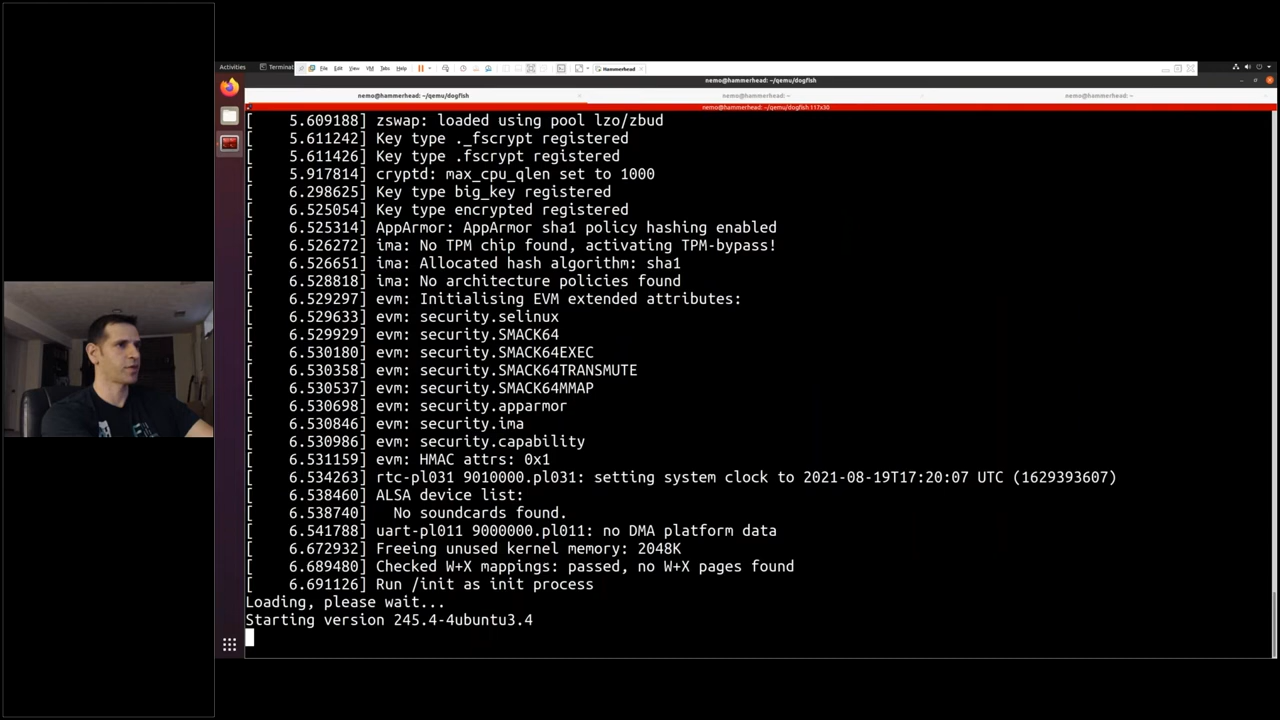 Activities
Terminal
File Edit View VM Tabs Help
Hammerhead
nemo@hammerhead: ~/qemu/dogfish
nemo@hammerhead: ~/qemu/dogfish
nemo@hammerhead: ~
nemo@hammerhead: ~
nemo@hammerhead: ~/qemu/dogfish 117x30
[    5.609188] zswap: loaded using pool lzo/zbud
[    5.611242] Key type ._fscrypt registered
[    5.611426] Key type .fscrypt registered
[    5.917814] cryptd: max_cpu_qlen set to 1000
[    6.298625] Key type big_key registered
[    6.525054] Key type encrypted registered
[    6.525314] AppArmor: AppArmor sha1 policy hashing enabled
[    6.526272] ima: No TPM chip found, activating TPM-bypass!
[    6.526651] ima: Allocated hash algorithm: sha1
[    6.528818] ima: No architecture policies found
[    6.529297] evm: Initialising EVM extended attributes:
[    6.529633] evm: security.selinux
[    6.529929] evm: security.SMACK64
[    6.530180] evm: security.SMACK64EXEC
[    6.530358] evm: security.SMACK64TRANSMUTE
[    6.530537] evm: security.SMACK64MMAP
[    6.530698] evm: security.apparmor
[    6.530846] evm: security.ima
[    6.530986] evm: security.capability
[    6.531159] evm: HMAC attrs: 0x1
[    6.534263] rtc-pl031 9010000.pl031: setting system clock to 2021-08-19T17:20:07 UTC (1629393607)
[    6.538460] ALSA device list:
[    6.538740]   No soundcards found.
[    6.541788] uart-pl011 9000000.pl011: no DMA platform data
[    6.672932] Freeing unused kernel memory: 2048K
[    6.689480] Checked W+X mappings: passed, no W+X pages found
[    6.691126] Run /init as init process
Loading, please wait...
Starting version 245.4-4ubuntu3.4